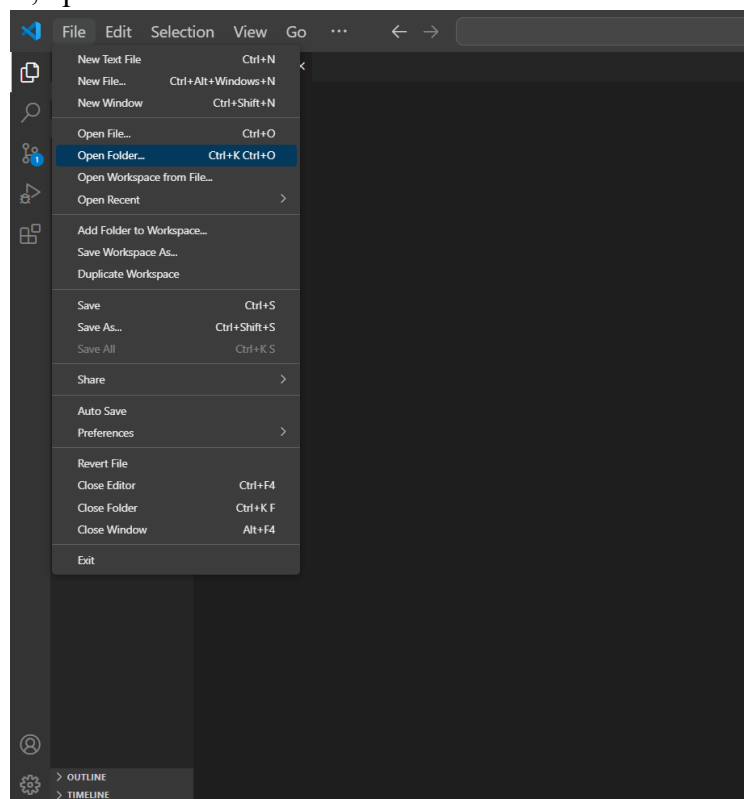 File Edit Selection View Go ···
New Text File Ctrl+N
New File... Ctrl+Alt+Windows+N
New Window Ctrl+Shift+N
Open File... Ctrl+O
Open Folder... Ctrl+K Ctrl+O
Open Workspace from File...
Open Recent
Add Folder to Workspace...
Save Workspace As...
Duplicate Workspace
Save Ctrl+S
Save As... Ctrl+Shift+S
Save All Ctrl+K S
Share
Auto Save
Preferences
Revert File
Close Editor Ctrl+F4
Close Folder Ctrl+K F
Close Window Alt+F4
Exit
1
OUTLINE
TIMELINE